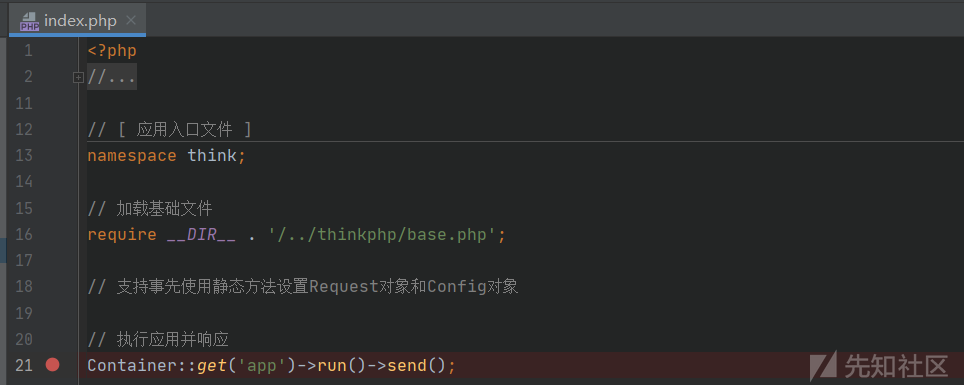 index.php
1 <?php
2 //...
11
12 // [ 应用入口文件 ]
13 namespace think;
14
15 // 加载基础文件
16 require __DIR__ . '/../thinkphp/base.php';
17
18 // 支持事先使用静态方法设置Request对象和Config对象
19
20 // 执行应用并响应
21 Container::get('app')->run()->send();
先知社区